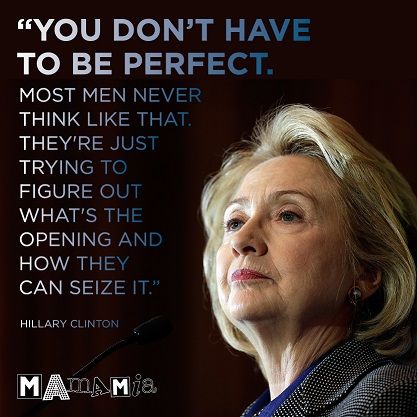 “YOU DON’T HAVE
TO BE PERFECT.
MOST MEN NEVER
THINK LIKE THAT.
THEY'RE JUST
TRYING TO
FIGURE OUT
WHAT'S THE
OPENING AND
HOW THEY
CAN SEIZE IT.”
HILLARY CLINTON
MAmAMia